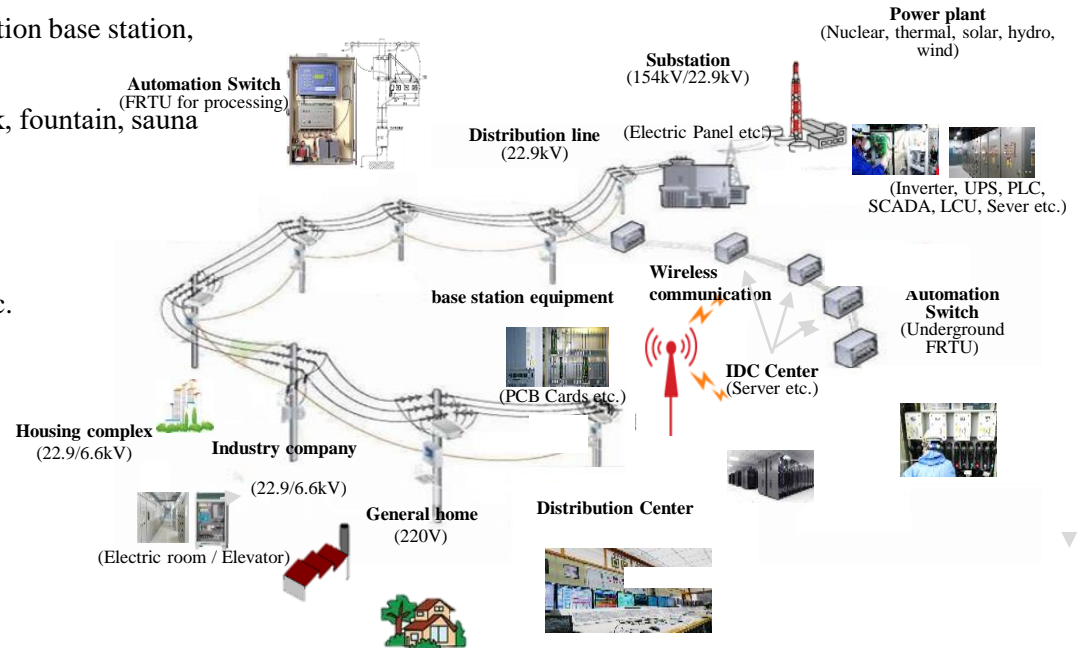 tion base station,
k, fountain, sauna
c.
Power plant
(Nuclear, thermal, solar, hydro,
wind)
Substation
(154kV/22.9kV)
Automation Switch
(FRTU for processing)
Distribution line
(22.9kV)
(Electric Panel etc.)
(Inverter, UPS, PLC,
SCADA, LCU, Sever etc.)
Wireless
communication
base station equipment
Automation
Switch
(Underground
FRTU)
IDC Center
(Server etc.)
(PCB Cards etc.)
Housing complex
(22.9/6.6kV)
Industry company
(22.9/6.6kV)
General home
(220V)
Distribution Center
(Electric room / Elevator)